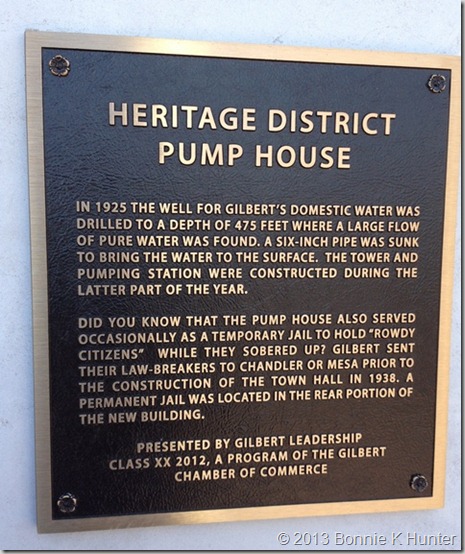 HERITAGE DISTRICT
PUMP HOUSE
IN 1925 THE WELL FOR GILBERT'S DOMESTIC WATER WAS
DRILLED TO A DEPTH OF 475 FEET WHERE A LARGE FLOW
OF PURE WATER WAS FOUND. A SIX-INCH PIPE WAS SUNK
TO BRING THE WATER TO THE SURFACE. THE TOWER AND
PUMPING STATION WERE CONSTRUCTED DURING THE
LATTER PART OF THE YEAR.
DID YOU KNOW THAT THE PUMP HOUSE ALSO SERVED
OCCASIONALLY AS A TEMPORARY JAIL TO HOLD "ROWDY
CITIZENS" WHILE THEY SOBERED UP? GILBERT SENT
THEIR LAW-BREAKERS TO CHANDLER OR MESA PRIOR TO
THE CONSTRUCTION OF THE TOWN HALL IN 1938. A
PERMANENT JAIL WAS LOCATED IN THE REAR PORTION OF
THE NEW BUILDING.
PRESENTED BY GILBERT LEADERSHIP
CLASS XX 2012, A PROGRAM OF THE GILBERT
CHAMBER OF COMMERCE
© 2013 Bonnie K Hunter